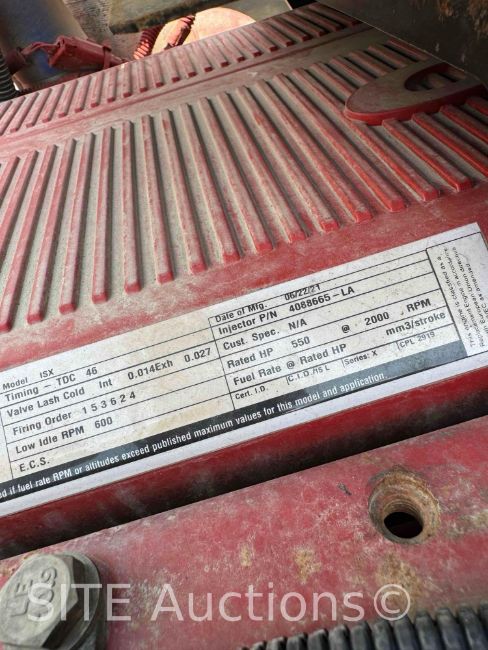 Model ISX
Timing - TDC 46
Valve Lash Cold Int 0.014 Exh 0.027
Firing Order 1 5 3 6 2 4
Low Idle RPM 600
E.C.S.
Date of Mfg. 06/22/21
Injector P/N 4088665-LA
Cust. Spec. N/A
Rated HP 550 @ 2000 RPM
Fuel Rate @ Rated HP mm3/stroke
Cert. I.D. C.I.D./15 L Series: X CPL 2915
d if fuel rate RPM or altitudes exceed published maximum values for this model and application.
SITE Auctions©